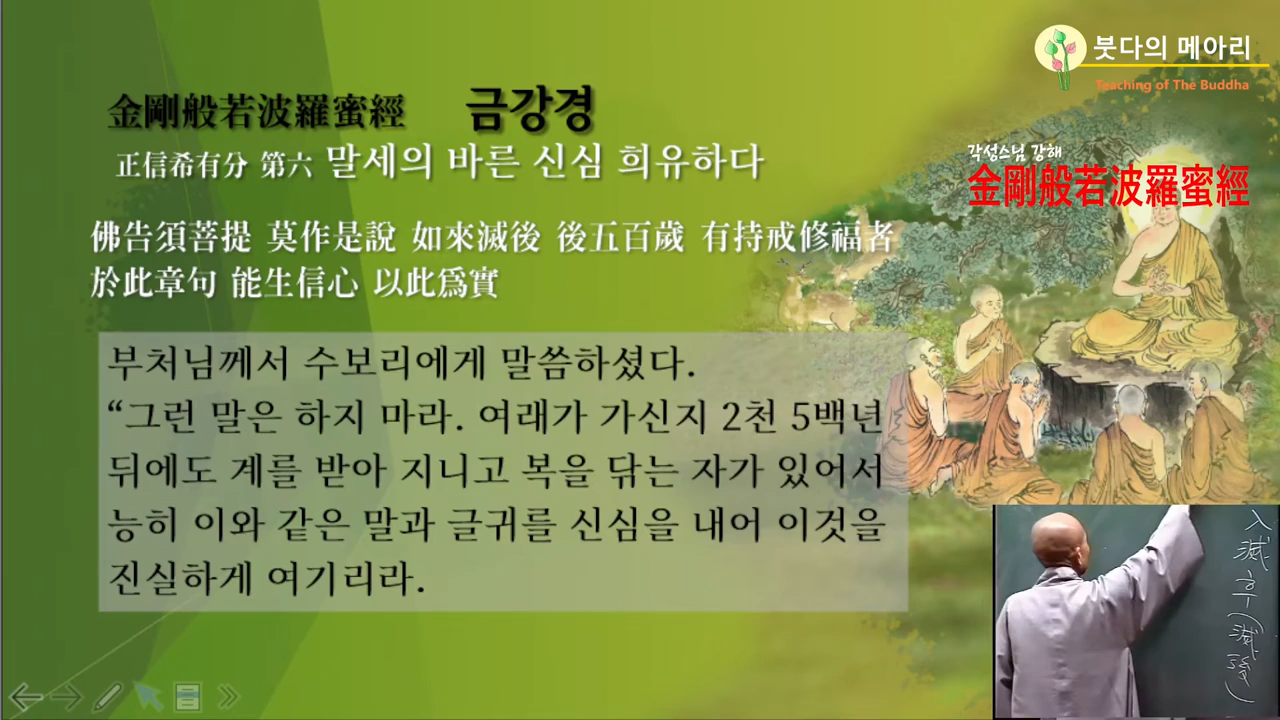 붓다의 메아리
Teaching of The Buddha
金剛般若波羅蜜經 금강경
正信希有分 第六 말세의 바른 신심 희유하다
각성스님 강해
金剛般若波羅蜜經
佛告須菩提 莫作是說 如來滅後 後五百歲 有持戒修福者
於此章句 能生信心 以此爲實
부처님께서 수보리에게 말씀하셨다.
“그런 말은 하지 마라. 여래가 가신지 2천 5백년
뒤에도 계를 받아 지니고 복을 닦는 자가 있어서
능히 이와 같은 말과 글귀를 신심을 내어 이것을
진실하게 여기리라.
入滅 후(滅後)